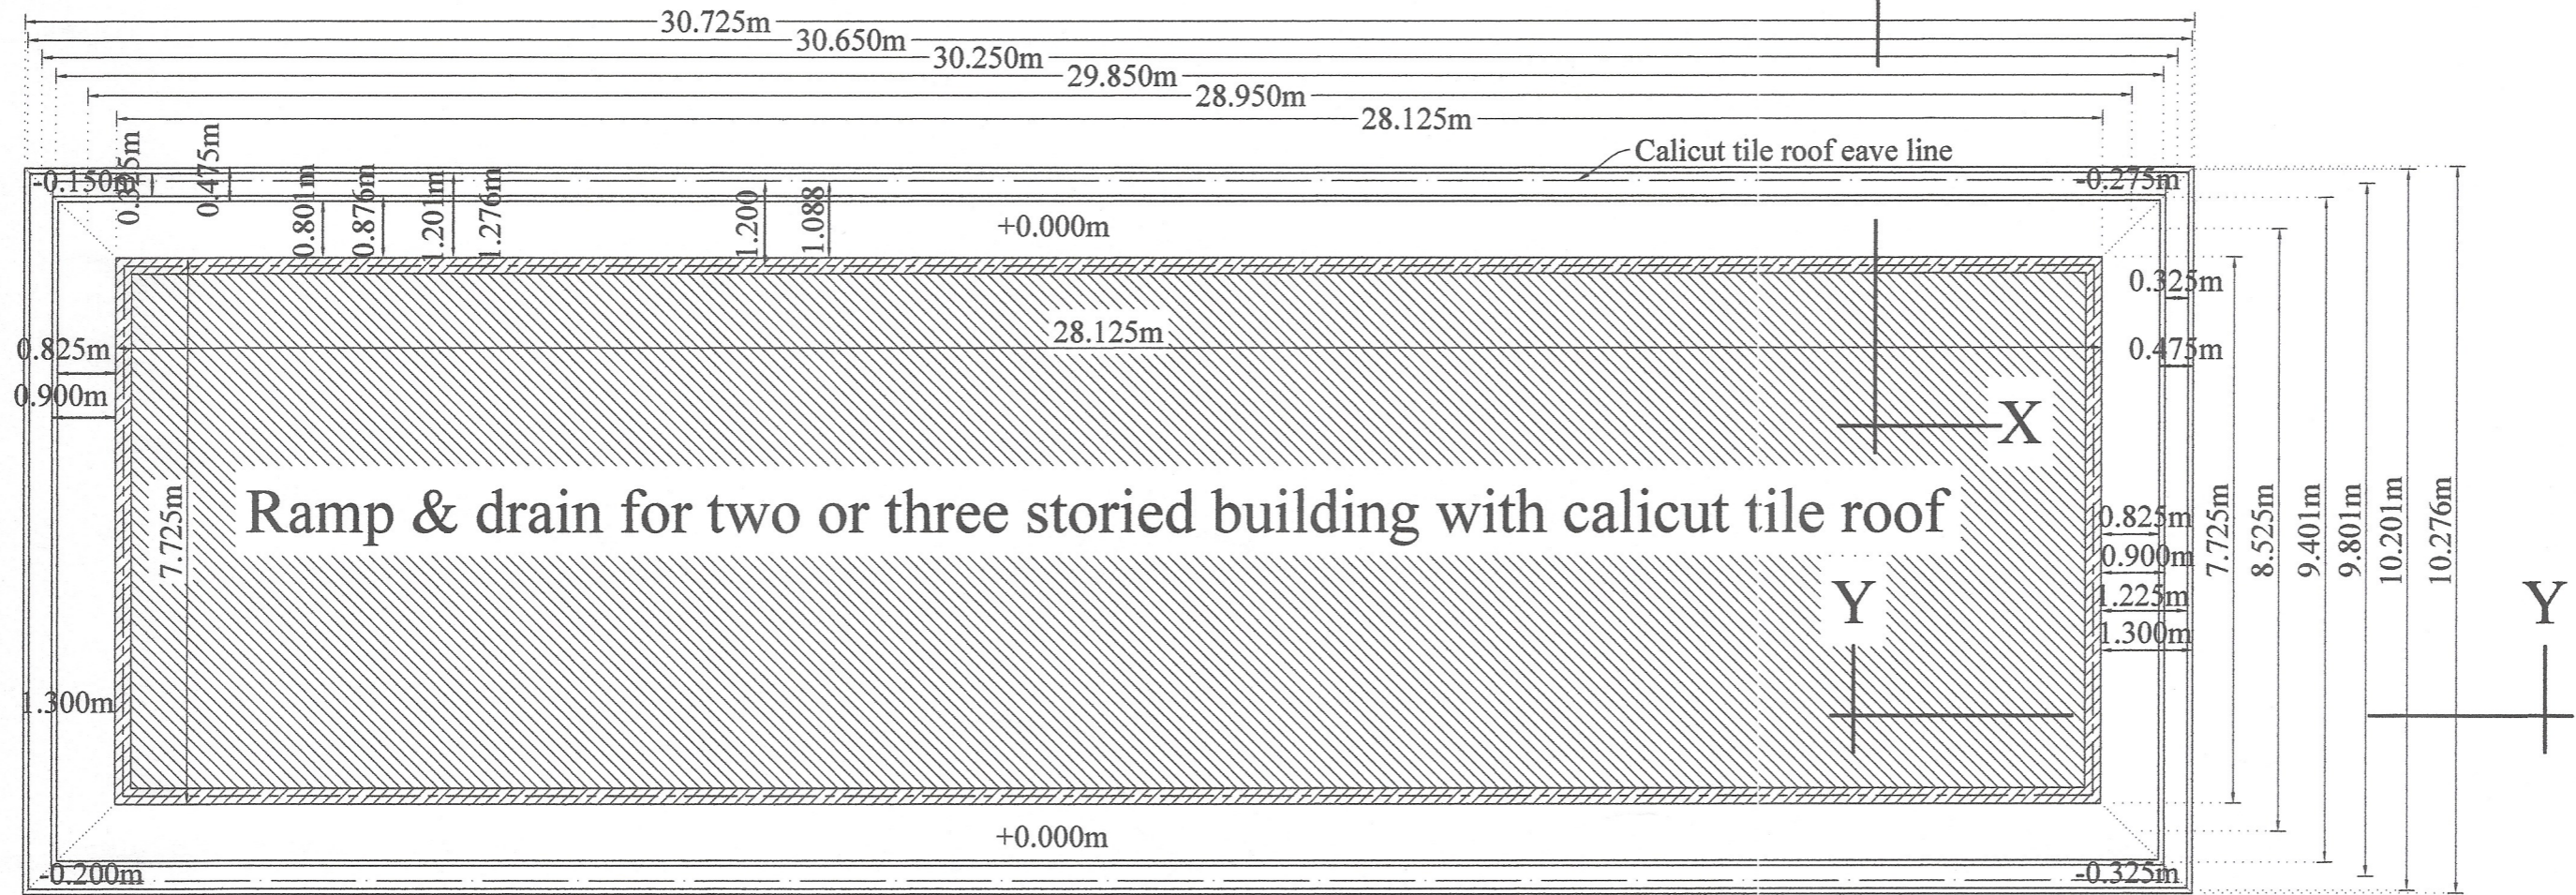 30.725m
30.650m
30.250m
29.850m
28.950m
28.125m
Calicut tile roof eave line
-0.150m
0.325m
0.475m
0.801m
0.876m
1.201m
1.276m
1.200
1.088
-0.275m
+0.000m
0.325m
28.125m
0.825m
0.475m
0.900m
X
Ramp & drain for two or three storied building with calicut tile roof
7.725m
0.825m
0.900m
1.225m
1.300m
7.725m
8.525m
9.401m
9.801m
10.201m
10.276m
Y
Y
1.300m
+0.000m
-0.200m
-0.325m